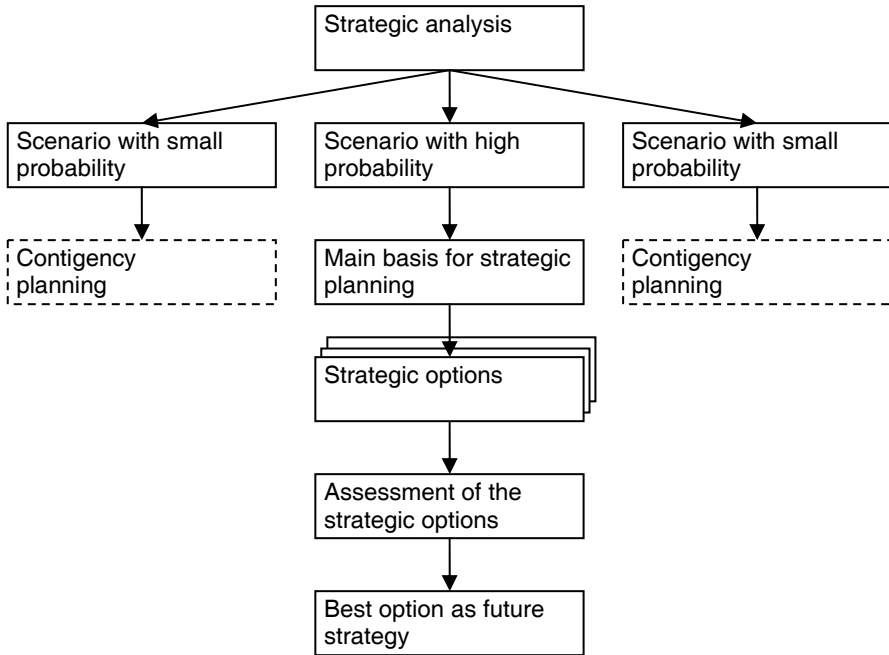 Strategic analysis
Scenario with small
probability
Scenario with high
probability
Scenario with small
probability
Contigency
planning
Main basis for strategic
planning
Contigency
planning
Strategic options
Assessment of the
strategic options
Best option as future
strategy